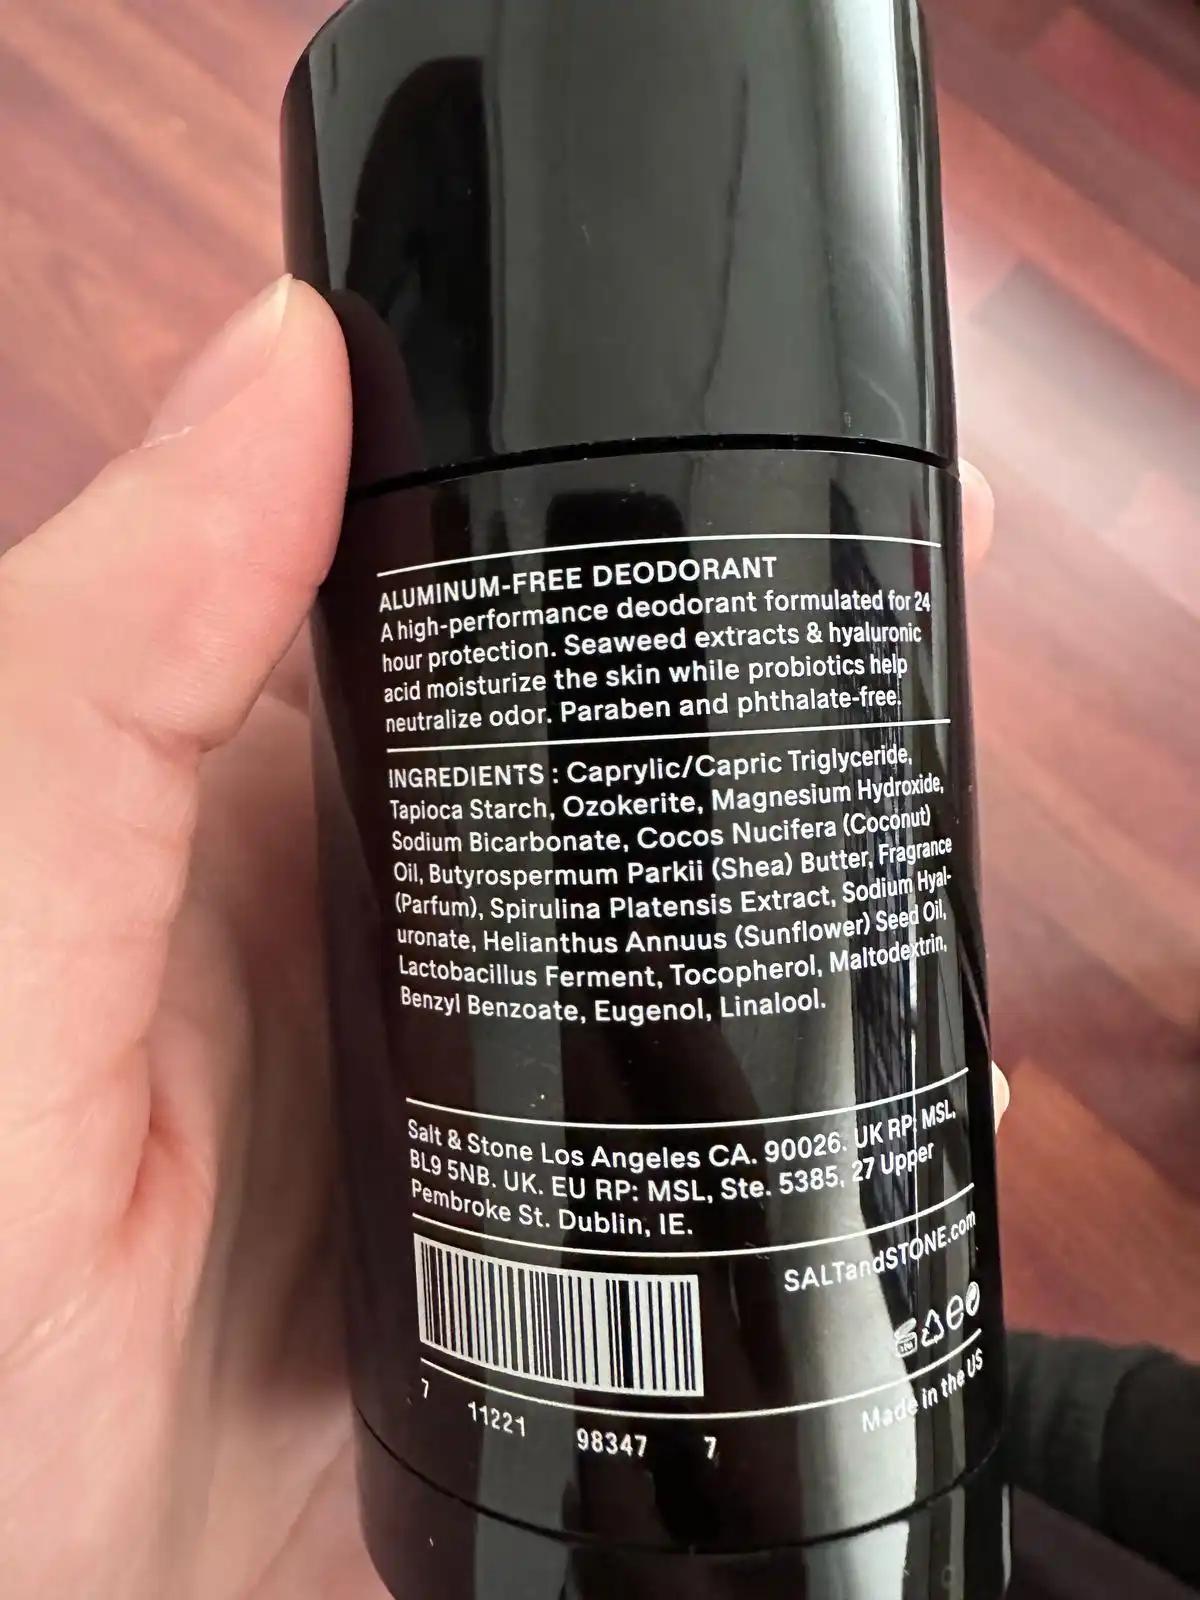 ALUMINUM-FREE DEODORANT
A high-performance deodorant formulated for 24
hour protection. Seaweed extracts & hyaluronic
acid moisturize the skin while probiotics help
neutralize odor. Paraben and phthalate-free.
INGREDIENTS : Caprylic/Capric Triglyceride,
Tapioca Starch, Ozokerite, Magnesium Hydroxide,
Sodium Bicarbonate, Cocos Nucifera (Coconut)
Oil, Butyrospermum Parkii (Shea) Butter, Fragrance
(Parfum), Spirulina Platensis Extract, Sodium Hyal-
uronate, Helianthus Annuus (Sunflower) Seed Oil,
Lactobacillus Ferment, Tocopherol, Maltodextrin,
Benzyl Benzoate, Eugenol, Linalool.
Salt & Stone Los Angeles CA. 90026. UK RP: MSL,
BL9 5NB. UK. EU RP: MSL, Ste. 5385, 27 Upper
Pembroke St. Dublin, IE.
SALTandSTONE.com
Made in the US
7 11221 98347 7